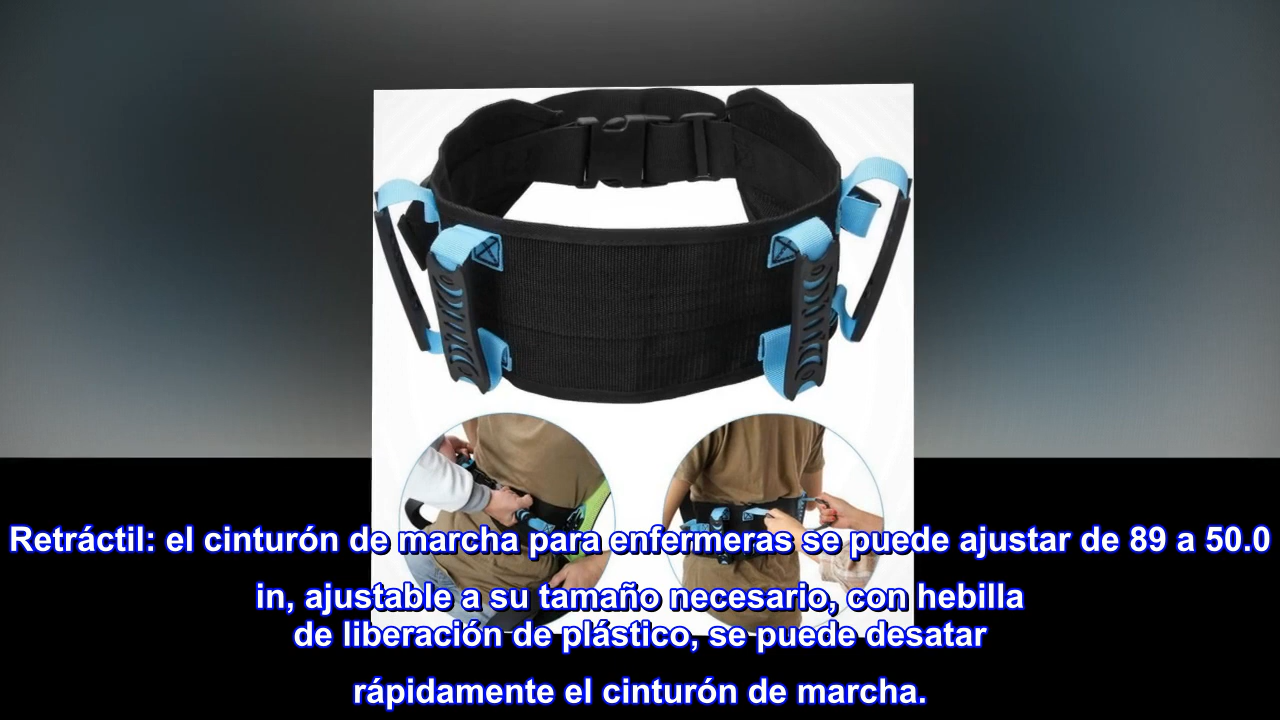 Retráctil: el cinturón de marcha para enfermeras se puede ajustar de 89 a 50.0
in, ajustable a su tamaño necesario, con hebilla
de liberación de plástico, se puede desatar
rápidamente el cinturón de marcha.